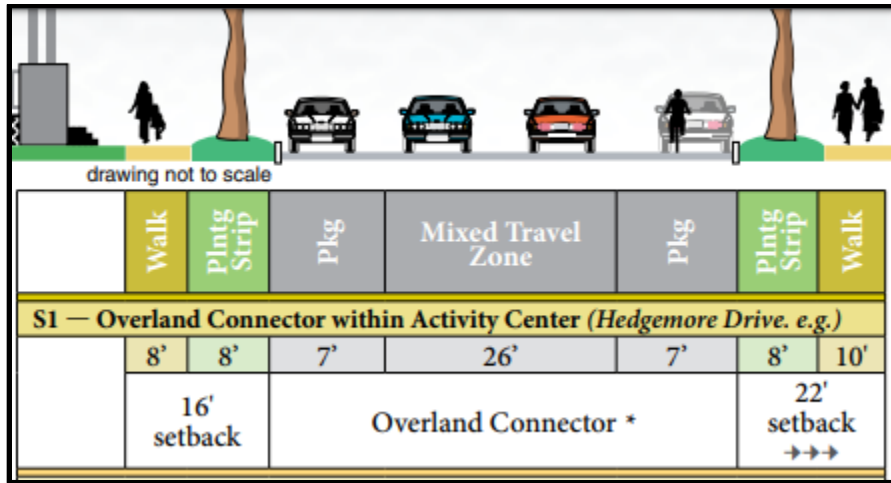 drawing not to scale
Walk
Plntg
Strip
Pkg
Mixed Travel
Zone
Pkg
Plntg
Strip
Walk
S1 — Overland Connector within Activity Center (Hedgemore Drive. e.g.)
8’ 8’ 7’ 26’ 7’ 8’ 10'
16'
setback
Overland Connector *
22'
setback
➔➔➔